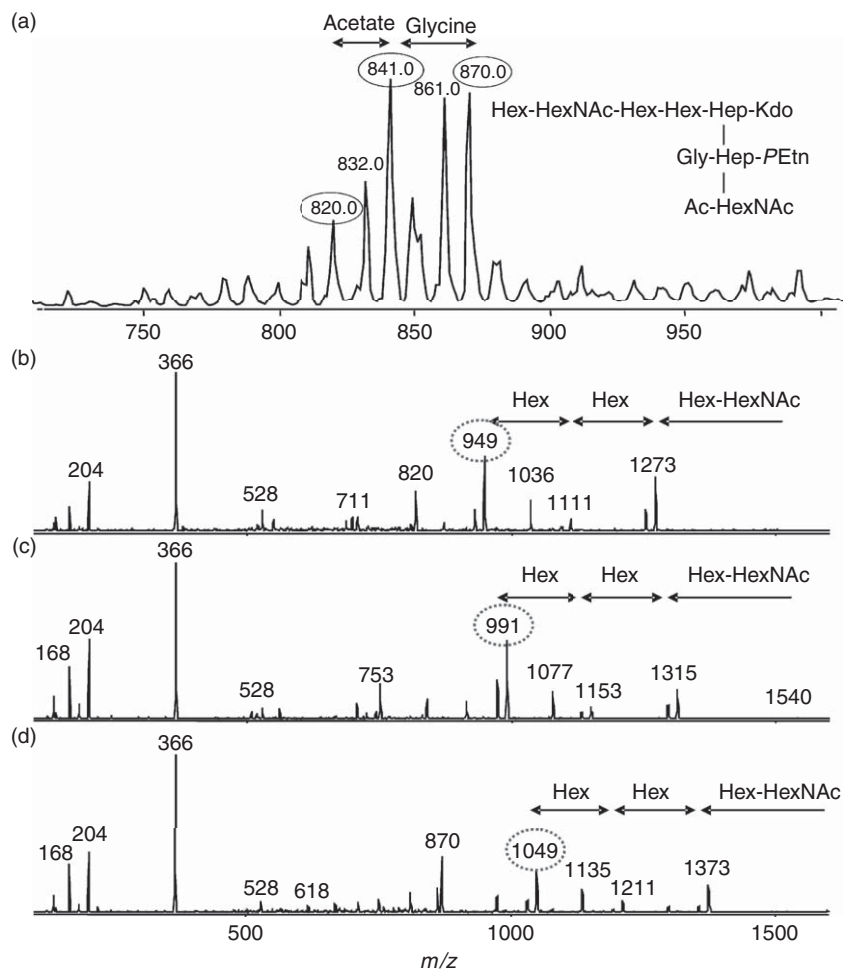 (a)
Acetate Glycine
841.0
870.0
861.0
832.0
820.0
Hex-HexNAc-Hex-Hex-Hep-Kdo
Gly-Hep-PEtn
Ac-HexNAc
750 800 850 900 950
(b)
366
204
528
711
820
949
1036
1111
1273
Hex Hex Hex-HexNAc
(c)
366
168
204
528
753
991
1077
1153
1315
1540
Hex Hex Hex-HexNAc
(d)
366
168
204
528
618
870
1049
1135
1211
1373
Hex Hex Hex-HexNAc
500 1000 1500
m/z